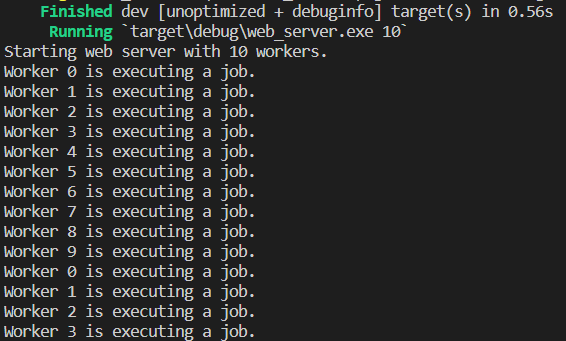 Finished dev [unoptimized + debuginfo] target(s) in 0.56s
Running `target\debug\web_server.exe 10`
Starting web server with 10 workers.
Worker 0 is executing a job.
Worker 1 is executing a job.
Worker 2 is executing a job.
Worker 3 is executing a job.
Worker 4 is executing a job.
Worker 5 is executing a job.
Worker 6 is executing a job.
Worker 7 is executing a job.
Worker 8 is executing a job.
Worker 9 is executing a job.
Worker 0 is executing a job.
Worker 1 is executing a job.
Worker 2 is executing a job.
Worker 3 is executing a job.